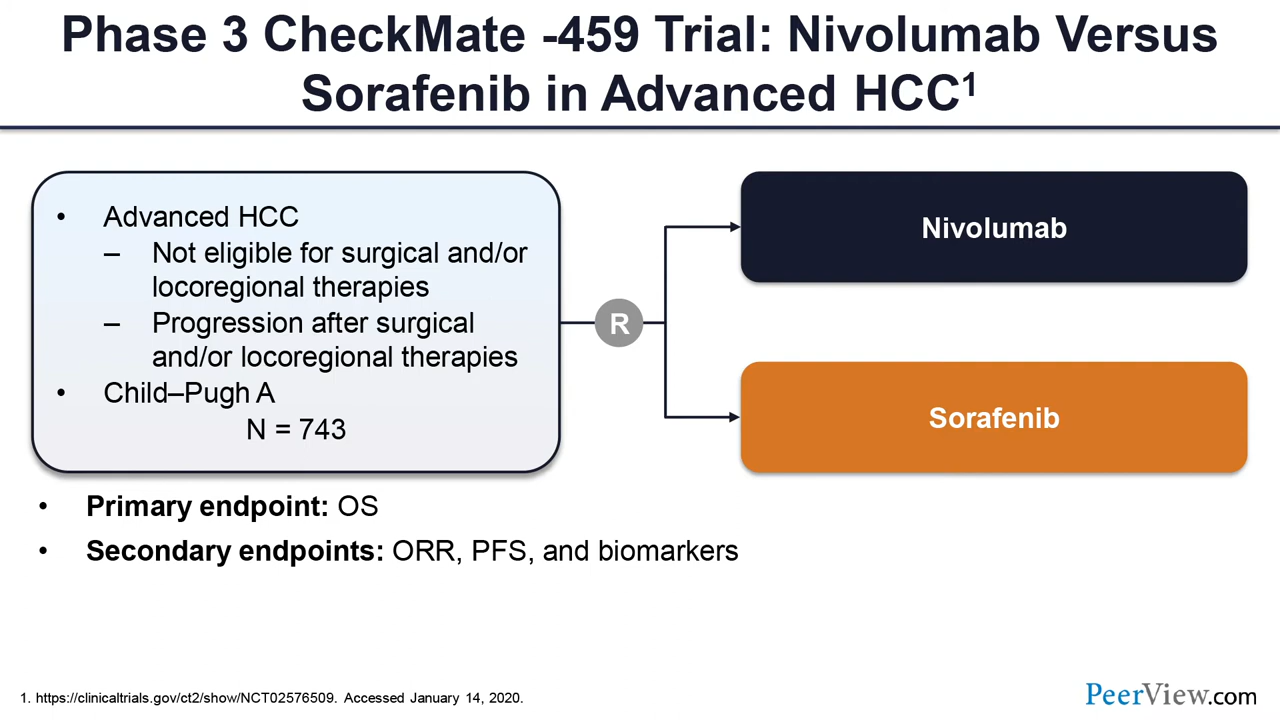 Phase 3 CheckMate -459 Trial: Nivolumab Versus
Sorafenib in Advanced HCC1
• Advanced HCC
– Not eligible for surgical and/or
locoregional therapies
– Progression after surgical
and/or locoregional therapies
• Child–Pugh A
N = 743
R
Nivolumab
Sorafenib
• Primary endpoint: OS
• Secondary endpoints: ORR, PFS, and biomarkers
1. https://clinicaltrials.gov/ct2/show/NCT02576509. Accessed January 14, 2020.
PeerView.com